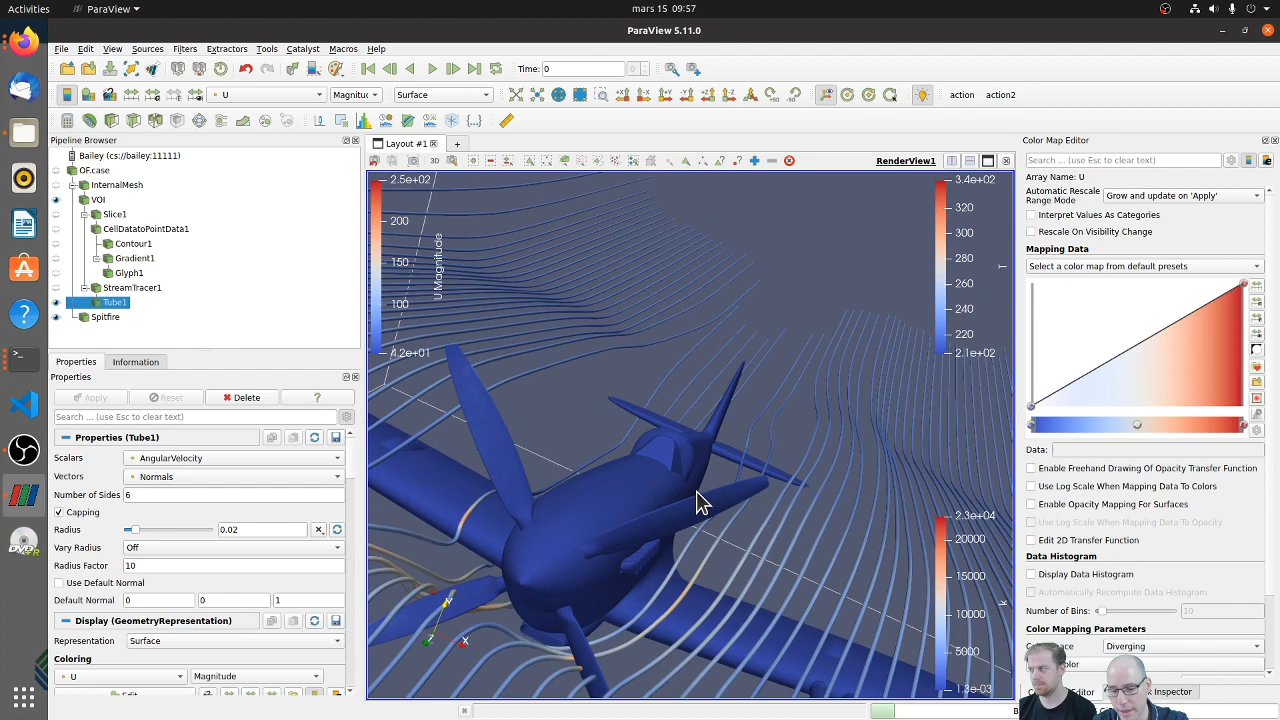 Activities
ParaView
mars 15 09:57
ParaView 5.11.0
File Edit View Sources Filters Extractors Tools Catalyst Macros Help
Time: 0
0
U
Magnituc
Surface
action action2
Pipeline Browser
Bailey (cs://bailey:11111)
OF.case
InternalMesh
VOI
Slice1
CellDatatoPointData1
Contour1
Gradient1
Glyph1
StreamTracer1
Tube1
Spitfire
Properties Information
Properties
Apply Reset Delete ?
Search ... (use Esc to clear text)
Properties (Tube1)
Scalars AngularVelocity
Vectors Normals
Number of Sides 6
Capping
Radius 0.02
Vary Radius Off
Radius Factor 10
Use Default Normal
Default Normal 0 0 1
Display (GeometryRepresentation)
Representation Surface
Coloring
U Magnitude
Edit
Layout #1
+
3D
RenderView1
2.5e+02
200
150
100
4.2e+01
U Magnitude
3.4e+02
320
300
280
260
240
220
2.1e+02
T
2.3e+04
20000
15000
10000
5000
1.3e-03
k
Y
X
Z
Color Map Editor
Search ... (use Esc to clear text)
Array Name: U
Automatic Rescale
Range Mode
Grow and update on 'Apply'
Interpret Values As Categories
Rescale On Visibility Change
Mapping Data
Select a color map from default presets
Data:
Enable Freehand Drawing Of Opacity Transfer Function
Use Log Scale When Mapping Data To Colors
Enable Opacity Mapping For Surfaces
Use Log Scale When Mapping Data To Opacity
Edit 2D Transfer Function
Data Histogram
Display Data Histogram
Automatically Recompute Data Histogram
Number of Bins: 10
Color Mapping Parameters
Diverging
Color
Inspector